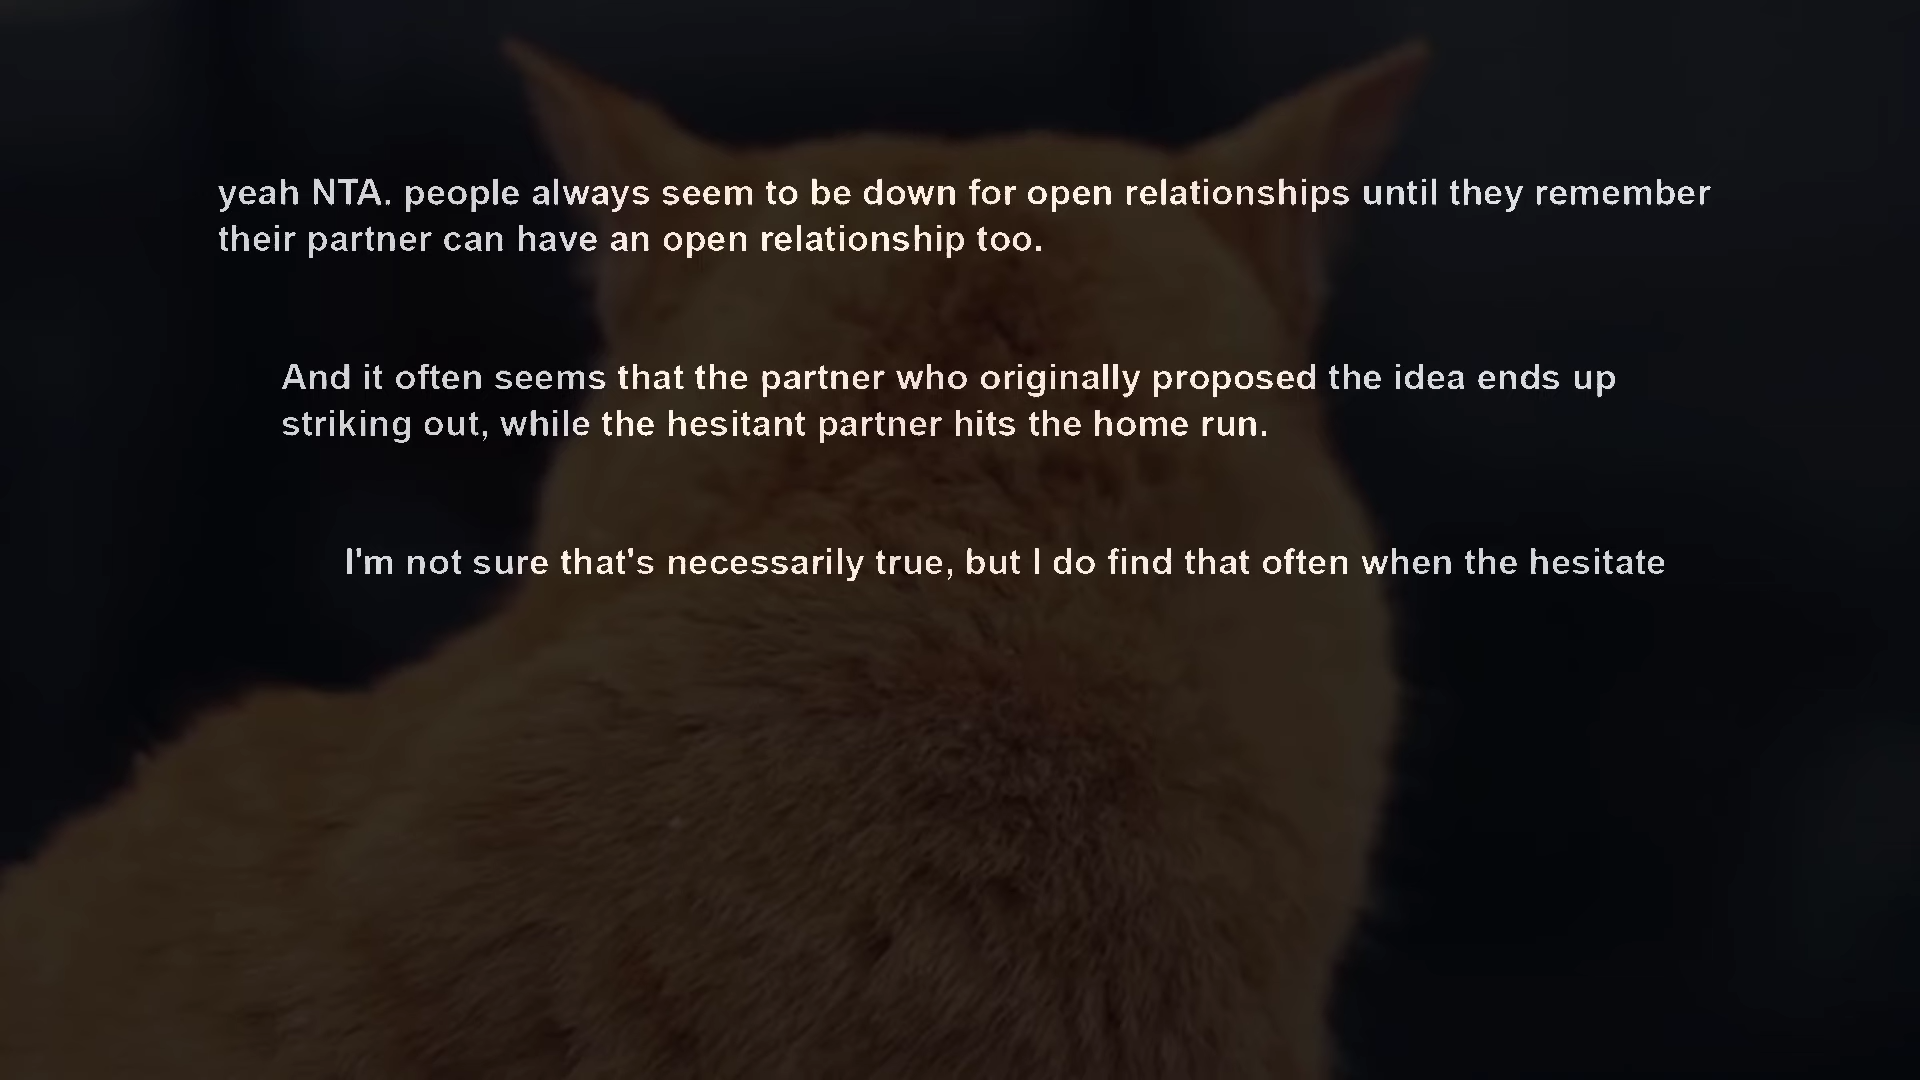 yeah NTA. people always seem to be down for open relationships until they remember
their partner can have an open relationship too.
And it often seems that the partner who originally proposed the idea ends up
striking out, while the hesitant partner hits the home run.
I'm not sure that's necessarily true, but I do find that often when the hesitate